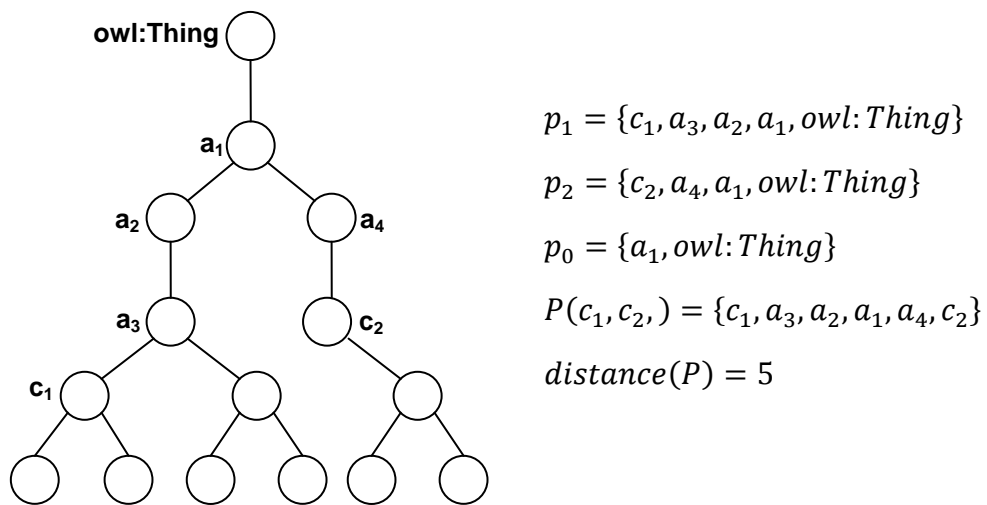 owl:Thing
a₁
a₂
a₄
a₃
c₂
c₁
p₁ = {c₁, a₃, a₂, a₁, owl: Thing}
p₂ = {c₂, a₄, a₁, owl: Thing}
p₀ = {a₁, owl: Thing}
P(c₁, c₂,) = {c₁, a₃, a₂, a₁, a₄, c₂}
distance(P) = 5